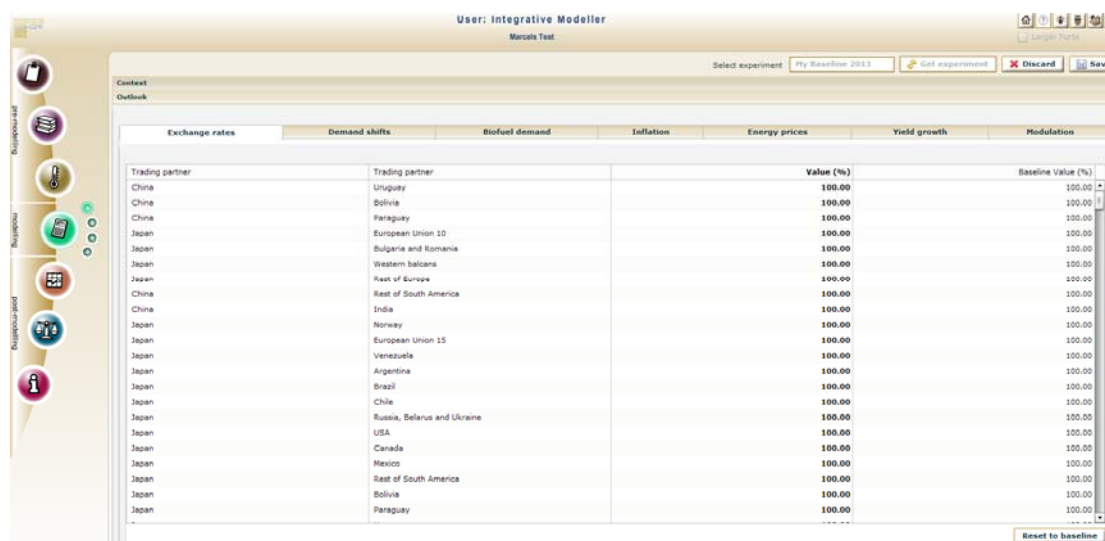 User: Integrative Modeller
Marcels Test
Larger Fonts
Select experiment My Baseline 2013 Get experiment Discard Sav
Context
Outlook
pre-modelling
modelling
post-modelling
Exchange rates Demand shifts Biofuel demand Inflation Energy prices Yield growth Modulation
Trading partner Trading partner Value (%) Baseline Value (%)
China Uruguay 100.00 100.00
China Bolivia 100.00 100.00
China Paraguay 100.00 100.00
Japan European Union 10 100.00 100.00
Japan Bulgaria and Romania 100.00 100.00
Japan Western balcans 100.00 100.00
Japan Rest of Europe 100.00 100.00
China Rest of South America 100.00 100.00
China India 100.00 100.00
Japan Norway 100.00 100.00
Japan European Union 15 100.00 100.00
Japan Venezuela 100.00 100.00
Japan Argentina 100.00 100.00
Japan Brazil 100.00 100.00
Japan Chile 100.00 100.00
Japan Russia, Belarus and Ukraine 100.00 100.00
Japan USA 100.00 100.00
Japan Canada 100.00 100.00
Japan Mexico 100.00 100.00
Japan Rest of South America 100.00 100.00
Japan Bolivia 100.00 100.00
Japan Paraguay 100.00 100.00
Reset to baseline